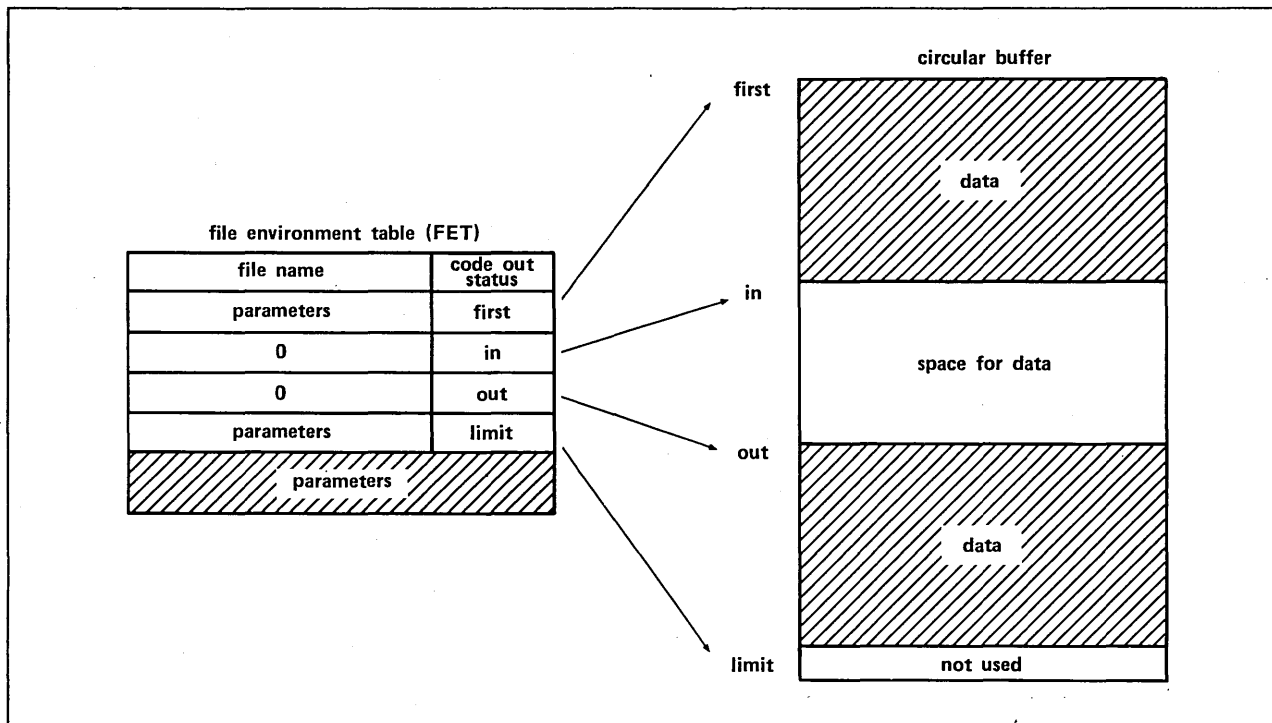 circular buffer
first
data
file environment table (FET)
file name
code out
status
parameters
first
in
0
in
space for data
0
out
parameters
limit
out
parameters
data
limit
not used